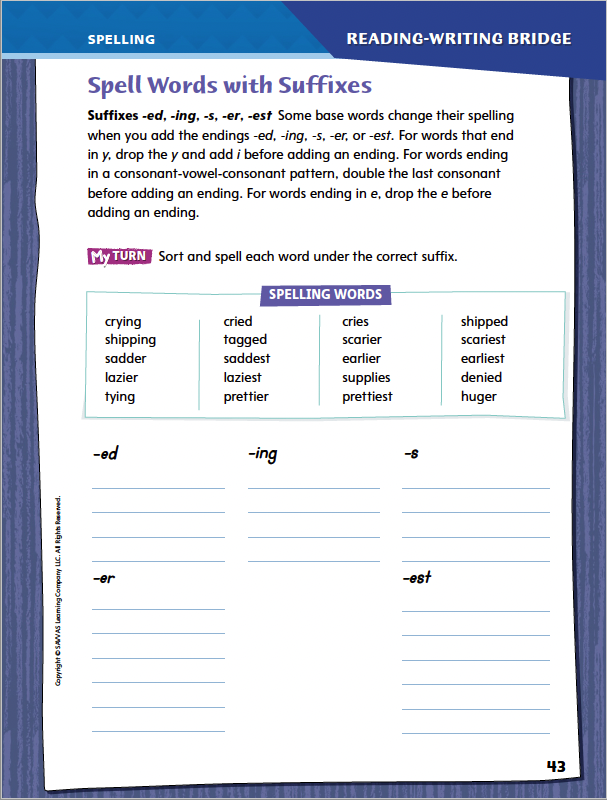 SPELLING
READING-WRITING BRIDGE
Spell Words with Suffixes
Suffixes -ed, -ing, -s, -er, -est Some base words change their spelling
when you add the endings -ed, -ing, -s, -er, or -est. For words that end
in y, drop the y and add i before adding an ending. For words ending
in a consonant-vowel-consonant pattern, double the last consonant
before adding an ending. For words ending in e, drop the e before
adding an ending.
My TURN Sort and spell each word under the correct suffix.
SPELLING WORDS
crying cried cries shipped
shipping tagged scarier scariest
sadder saddest earlier earliest
lazier laziest supplies denied
tying prettier prettiest huger
-ed -ing -s
-er -est
Copyright © SAVVAS Learning Company LLC. All Rights Reserved.
43